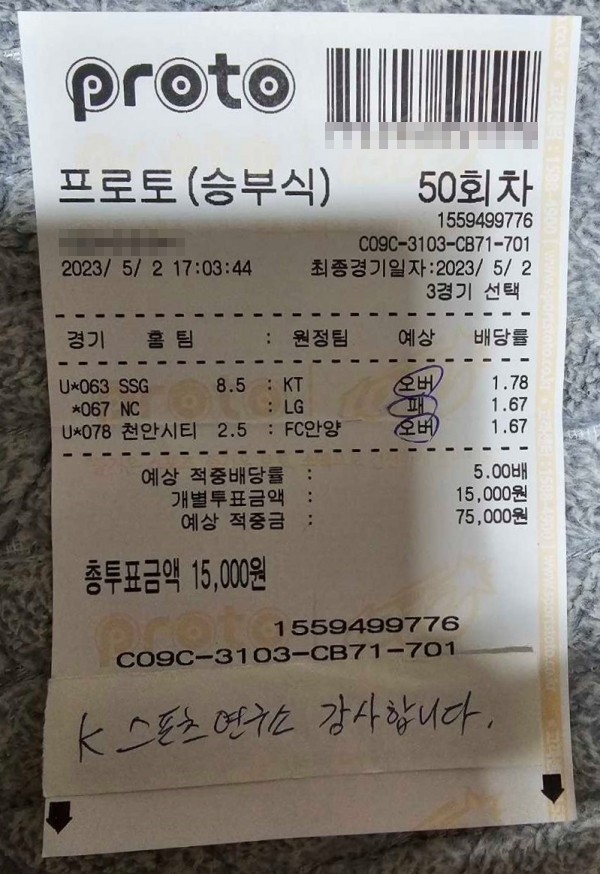 proto
프로토(승부식) 50회차
1559499776
C09C-3103-CB71-701
2023/ 5/ 2 17:03:44 최종경기일자:2023/ 5/ 2
3경기 선택
경기 홈 팀 : 원정팀 예상 배당률
U*063 SSG 8.5 : KT 오버 1.78
*067 NC : LG 패 1.67
U*078 천안시티 2.5 : FC안양 오버 1.67
예상 적중배당률 : 5.00배
개별투표금액 : 15,000원
예상 적중금 : 75,000원
총투표금액 15,000원
1559499776
C09C-3103-CB71-701
K 스포츠연구소 감사합니다.